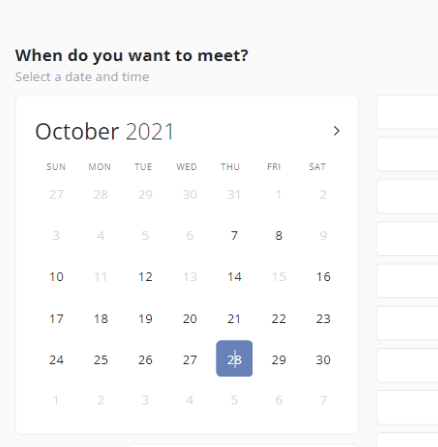 When do you want to meet?
Select a date and time
October 2021 >
SUN MON TUE WED THU FRI SAT
27 28 29 30 31 1 2
3 4 5 6 7 8 9
10 11 12 13 14 15 16
17 18 19 20 21 22 23
24 25 26 27 28 29 30
1 2 3 4 5 6 7